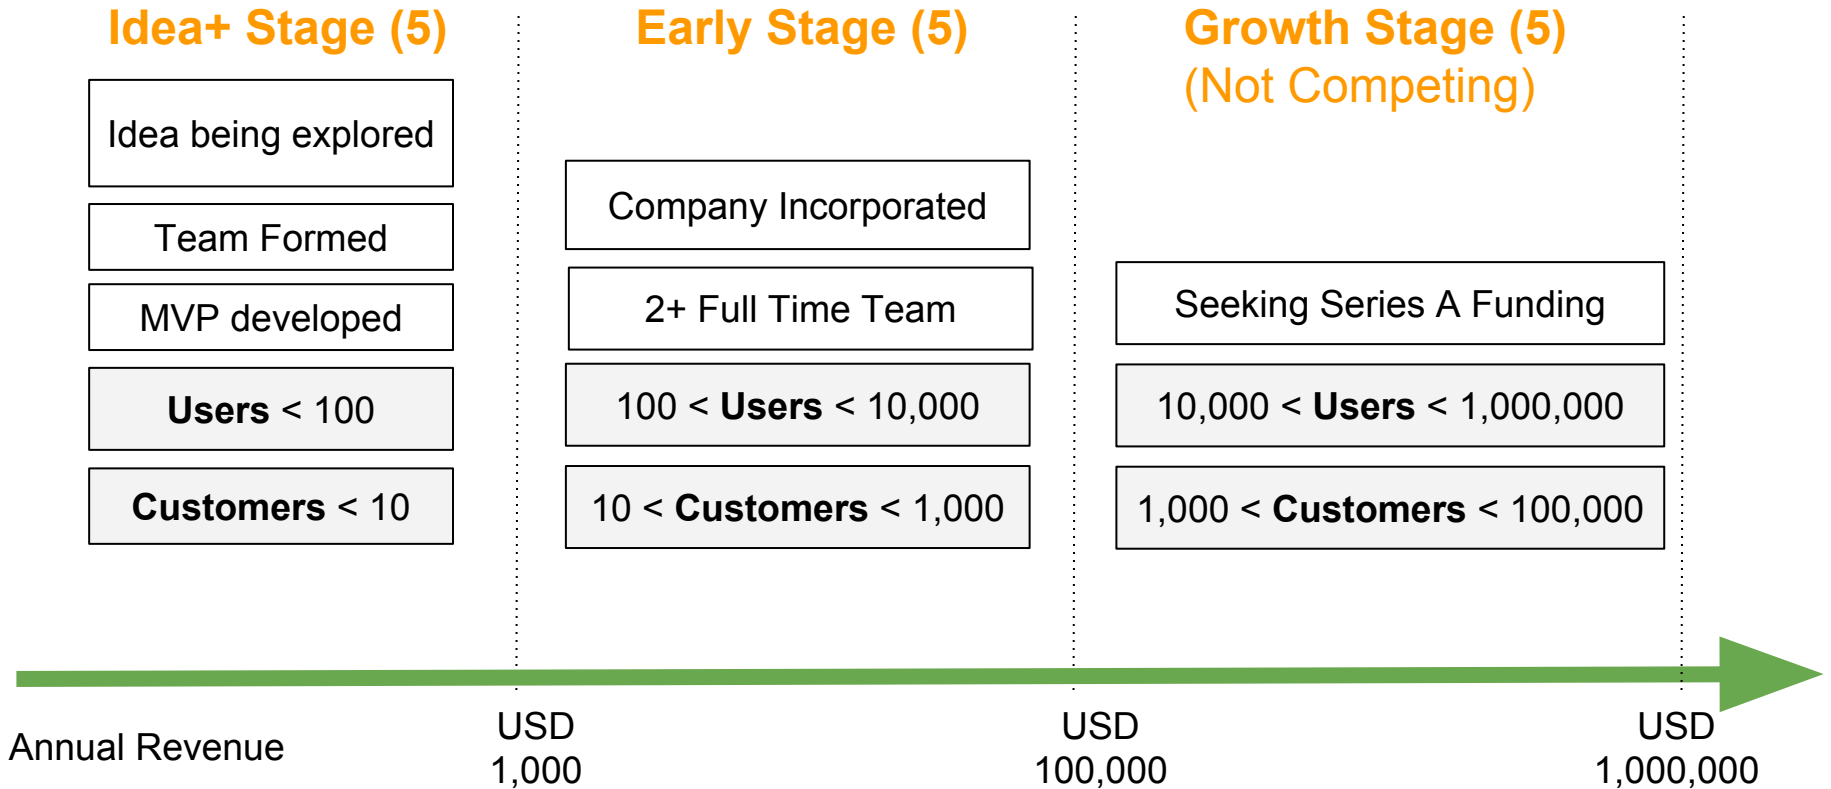 Idea+ Stage (5)
Idea being explored
Team Formed
MVP developed
Users < 100
Customers < 10
Early Stage (5)
Company Incorporated
2+ Full Time Team
100 < Users < 10,000
10 < Customers < 1,000
Growth Stage (5)
(Not Competing)
Seeking Series A Funding
10,000 < Users < 1,000,000
1,000 < Customers < 100,000
Annual Revenue
USD
1,000
USD
100,000
USD
1,000,000